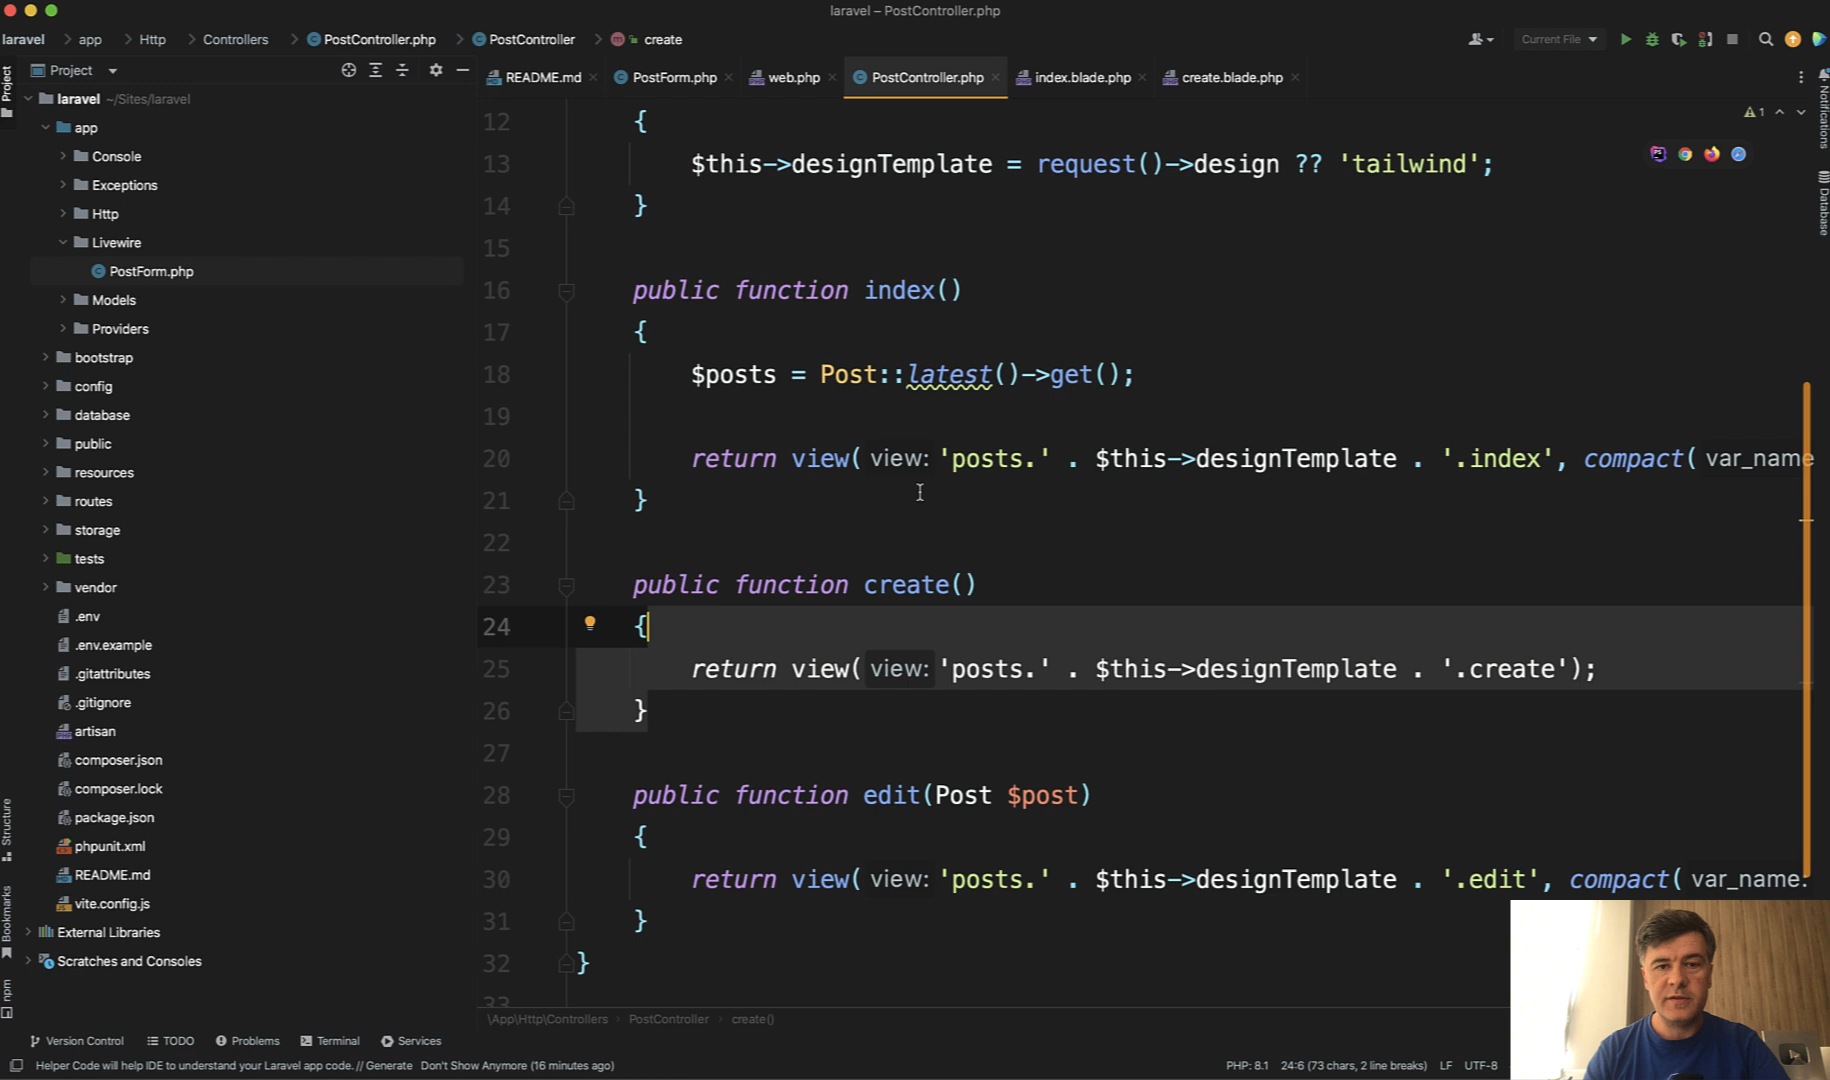 laravel – PostController.php
laravel app Http Controllers PostController.php PostController create
Current File
Project
README.md PostForm.php web.php PostController.php index.blade.php create.blade.php
Project
Notifications
Database
Structure
Bookmarks
npm
laravel ~/Sites/laravel
app
Console
Exceptions
Http
Livewire
PostForm.php
Models
Providers
bootstrap
config
database
public
resources
routes
storage
tests
vendor
.env
.env.example
.gitattributes
.gitignore
artisan
composer.json
composer.lock
package.json
phpunit.xml
README.md
vite.config.js
External Libraries
Scratches and Consoles
1
12 {
13 $this->designTemplate = request()->design ?? 'tailwind';
14 }
15
16 public function index()
17 {
18 $posts = Post::latest()->get();
19
20 return view( view: 'posts.' . $this->designTemplate . '.index', compact( var_name
21 }
22
23 public function create()
24 {
25 return view( view: 'posts.' . $this->designTemplate . '.create');
26 }
27
28 public function edit(Post $post)
29 {
30 return view( view: 'posts.' . $this->designTemplate . '.edit', compact( var_name:
31 }
32 }
33
\App\Http\Controllers PostController create()
Version Control TODO Problems Terminal Services
Helper Code will help IDE to understand your Laravel app code. // Generate Don't Show Anymore (16 minutes ago)
PHP: 8.1 24:6 (73 chars, 2 line breaks) LF UTF-8